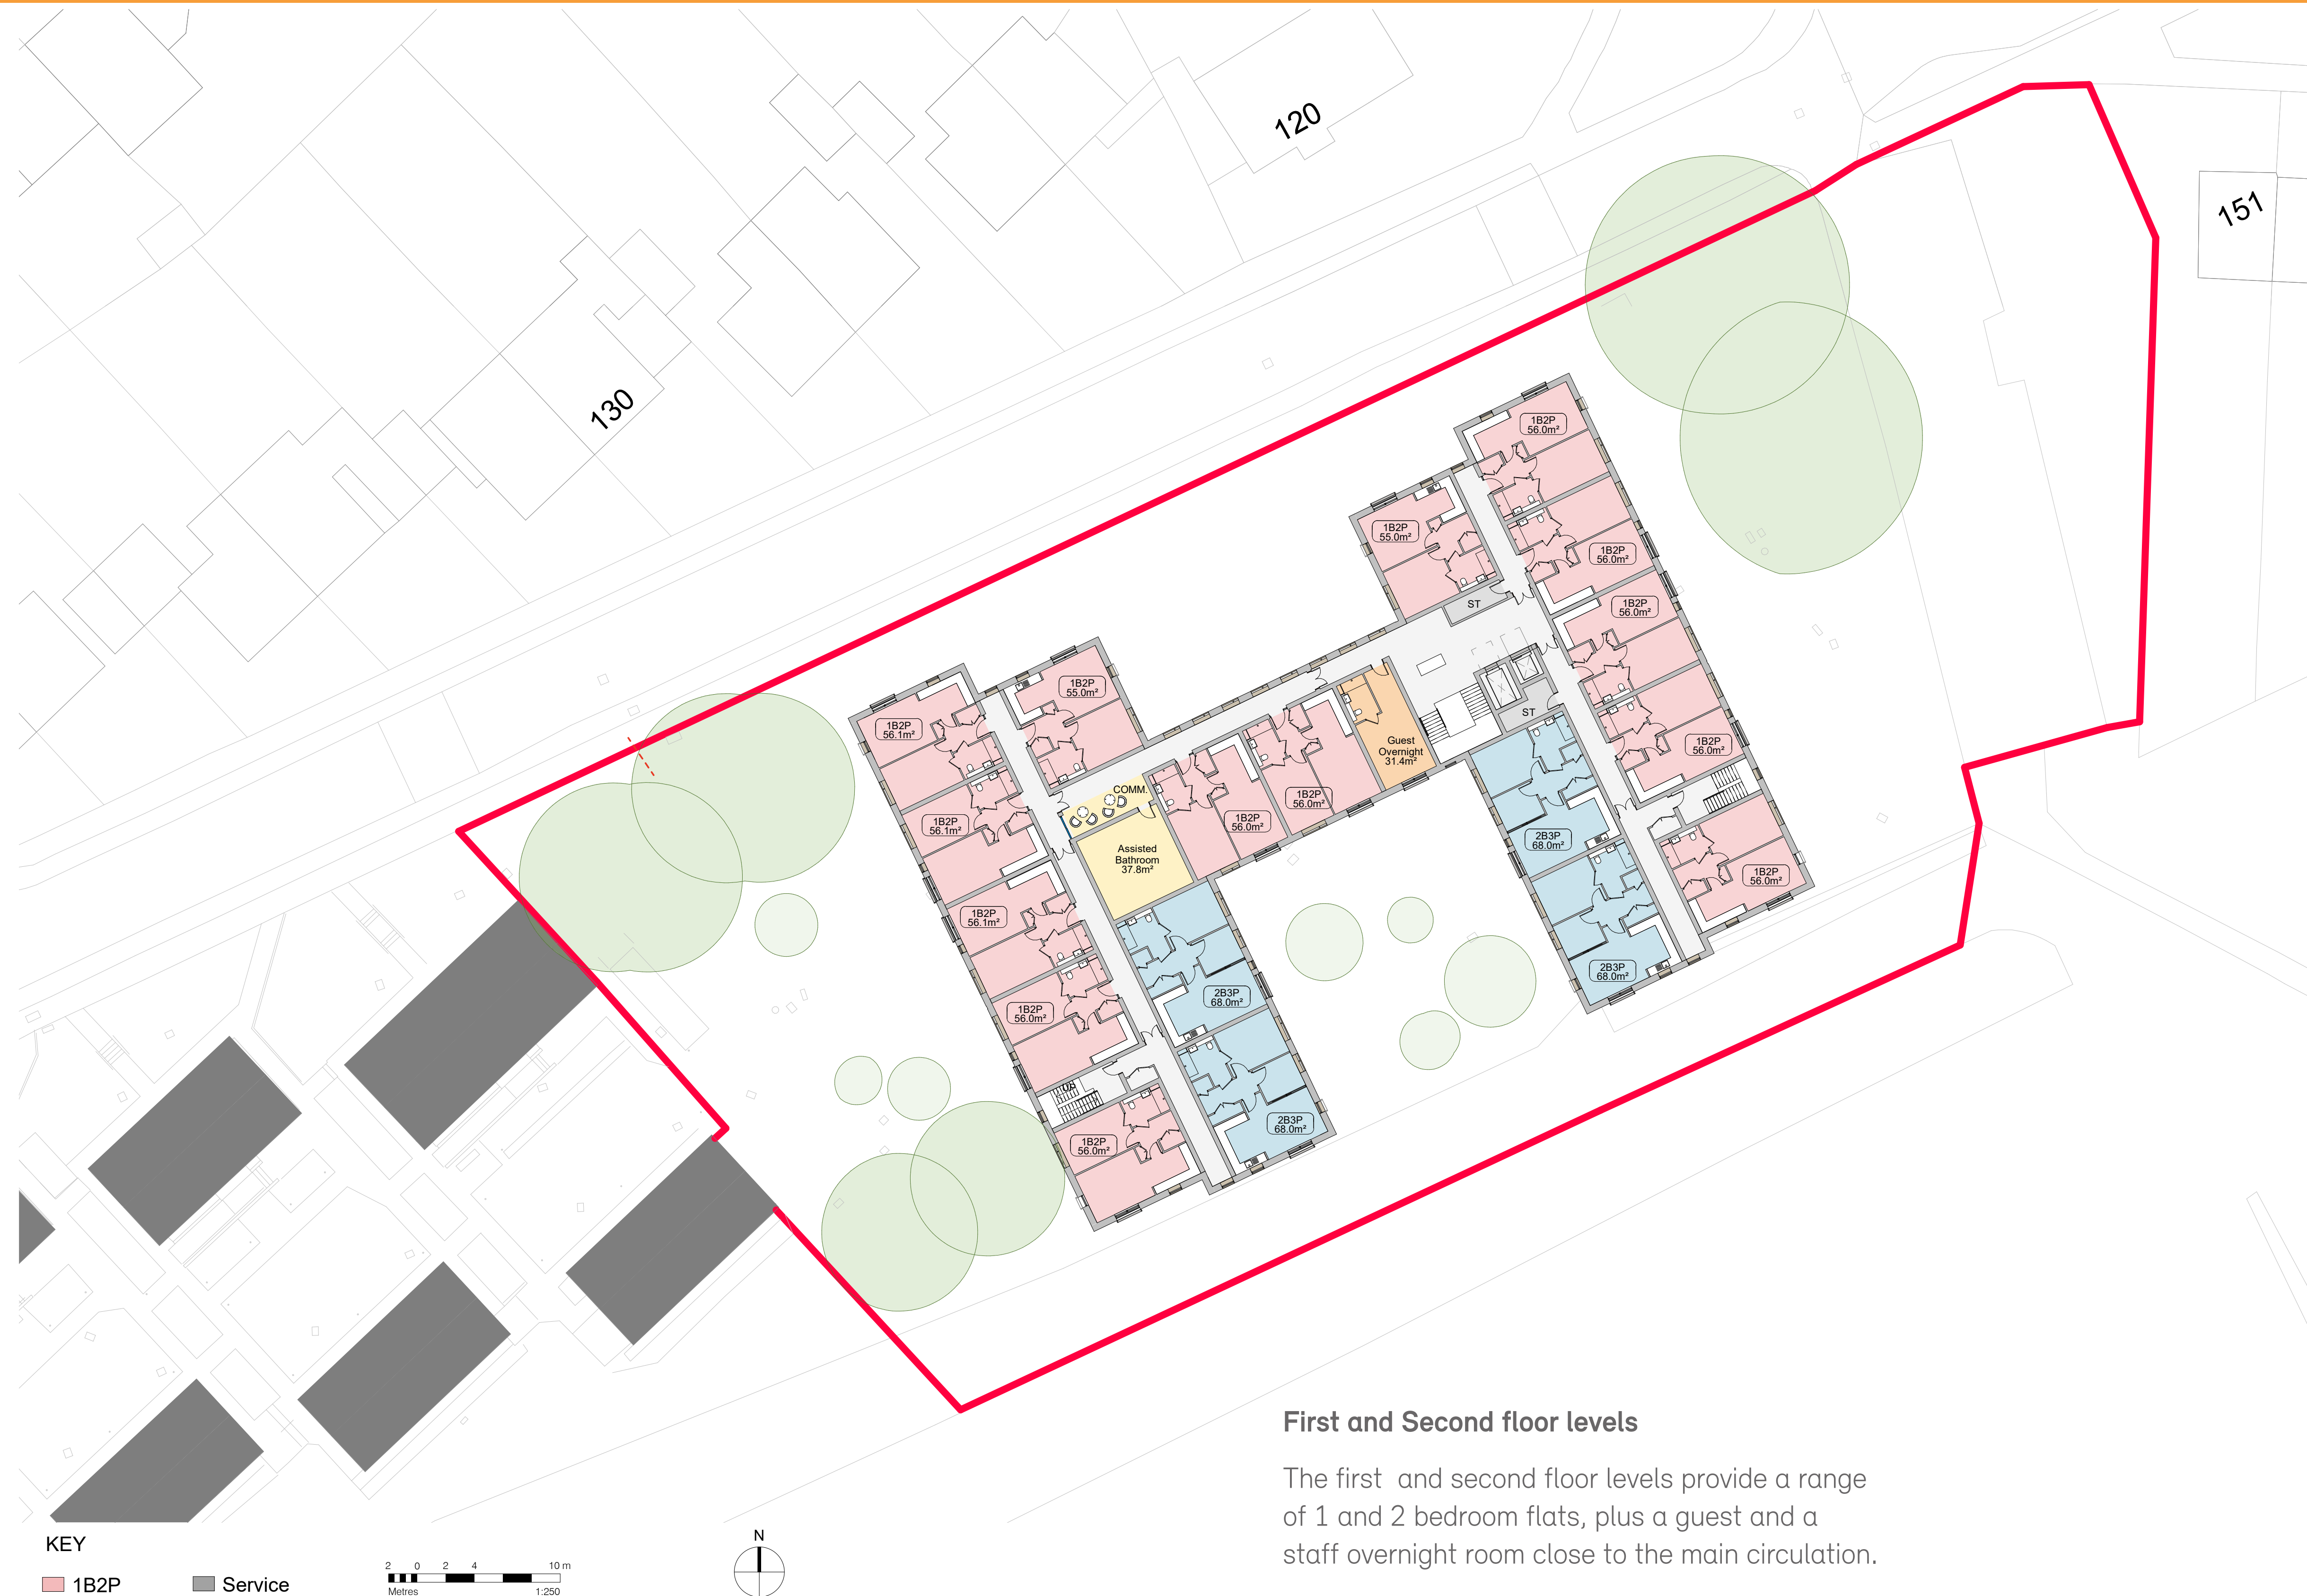 120
151
130
1B2P
56.0m²
1B2P
55.0m²
1B2P
56.0m²
ST
1B2P
56.0m²
1B2P
55.0m²
1B2P
56.1m²
ST
1B2P
56.0m²
Guest
Overnight
31.4m²
COMM.
1B2P
56.0m²
1B2P
56.0m²
1B2P
56.1m²
2B3P
68.0m²
Assisted
Bathroom
37.8m²
1B2P
56.0m²
1B2P
56.1m²
2B3P
68.0m²
2B3P
68.0m²
1B2P
56.0m²
2B3P
68.0m²
1B2P
56.0m²
First and Second floor levels
The first and second floor levels provide a range
of 1 and 2 bedroom flats, plus a guest and a
staff overnight room close to the main circulation.
KEY
1B2P
Service
2 0 2 4 10 m
Metres 1:250
N